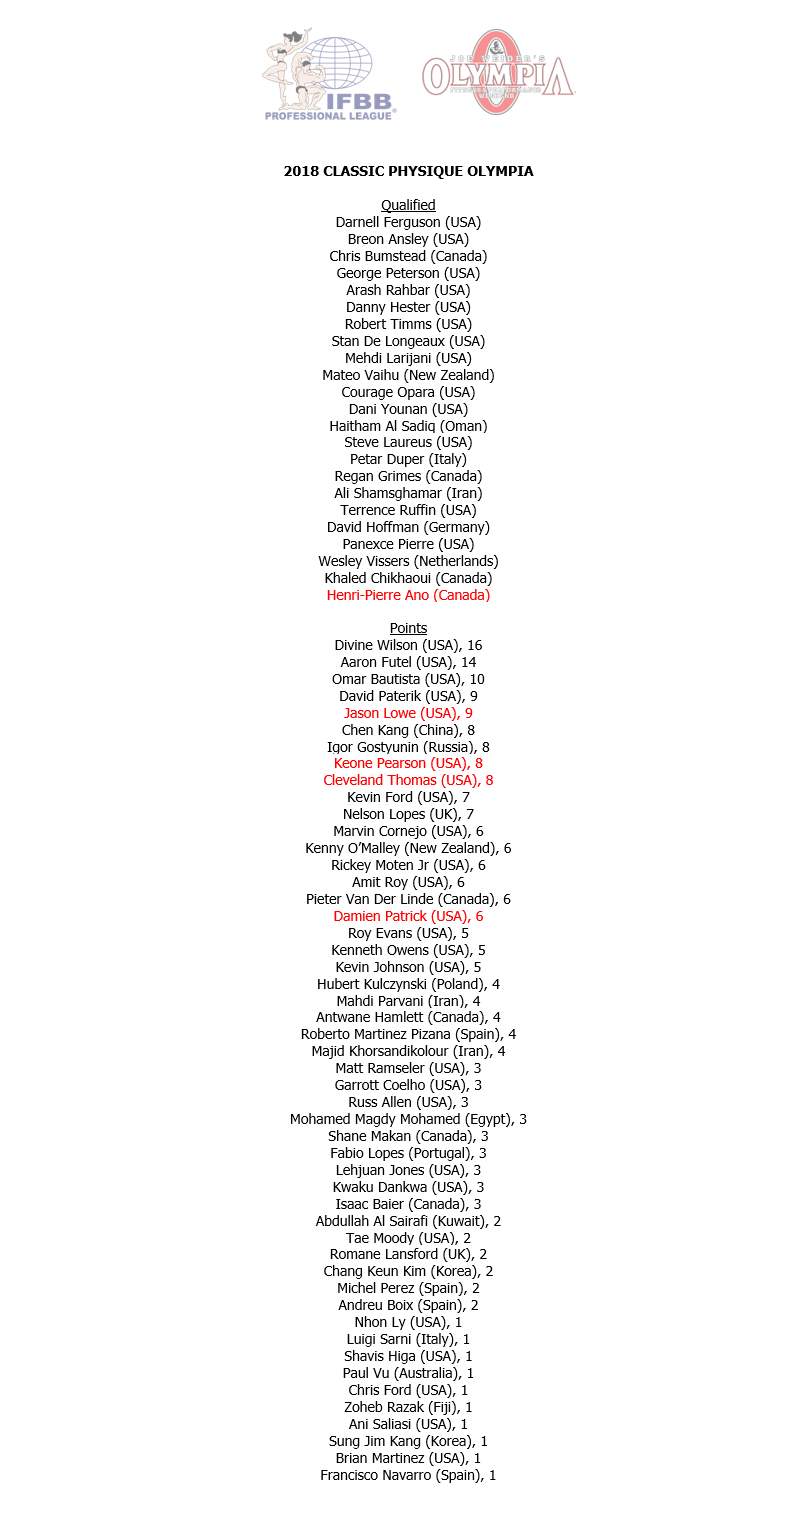 IFBB
PROFESSIONAL LEAGUE®
JOE WEIDER'S
OLYMPIA
2018 CLASSIC PHYSIQUE OLYMPIA
Qualified
Darnell Ferguson (USA)
Breon Ansley (USA)
Chris Bumstead (Canada)
George Peterson (USA)
Arash Rahbar (USA)
Danny Hester (USA)
Robert Timms (USA)
Stan De Longeaux (USA)
Mehdi Larijani (USA)
Mateo Vaihu (New Zealand)
Courage Opara (USA)
Dani Younan (USA)
Haitham Al Sadiq (Oman)
Steve Laureus (USA)
Petar Duper (Italy)
Regan Grimes (Canada)
Ali Shamsghamar (Iran)
Terrence Ruffin (USA)
David Hoffman (Germany)
Panexce Pierre (USA)
Wesley Vissers (Netherlands)
Khaled Chikhaoui (Canada)
Henri-Pierre Ano (Canada)
Points
Divine Wilson (USA), 16
Aaron Futel (USA), 14
Omar Bautista (USA), 10
David Paterik (USA), 9
Jason Lowe (USA), 9
Chen Kang (China), 8
Igor Gostyunin (Russia), 8
Keone Pearson (USA), 8
Cleveland Thomas (USA), 8
Kevin Ford (USA), 7
Nelson Lopes (UK), 7
Marvin Cornejo (USA), 6
Kenny O’Malley (New Zealand), 6
Rickey Moten Jr (USA), 6
Amit Roy (USA), 6
Pieter Van Der Linde (Canada), 6
Damien Patrick (USA), 6
Roy Evans (USA), 5
Kenneth Owens (USA), 5
Kevin Johnson (USA), 5
Hubert Kulczynski (Poland), 4
Mahdi Parvani (Iran), 4
Antwane Hamlett (Canada), 4
Roberto Martinez Pizana (Spain), 4
Majid Khorsandikolour (Iran), 4
Matt Ramseler (USA), 3
Garrott Coelho (USA), 3
Russ Allen (USA), 3
Mohamed Magdy Mohamed (Egypt), 3
Shane Makan (Canada), 3
Fabio Lopes (Portugal), 3
Lehjuan Jones (USA), 3
Kwaku Dankwa (USA), 3
Isaac Baier (Canada), 3
Abdullah Al Sairafi (Kuwait), 2
Tae Moody (USA), 2
Romane Lansford (UK), 2
Chang Keun Kim (Korea), 2
Michel Perez (Spain), 2
Andreu Boix (Spain), 2
Nhon Ly (USA), 1
Luigi Sarni (Italy), 1
Shavis Higa (USA), 1
Paul Vu (Australia), 1
Chris Ford (USA), 1
Zoheb Razak (Fiji), 1
Ani Saliasi (USA), 1
Sung Jim Kang (Korea), 1
Brian Martinez (USA), 1
Francisco Navarro (Spain), 1